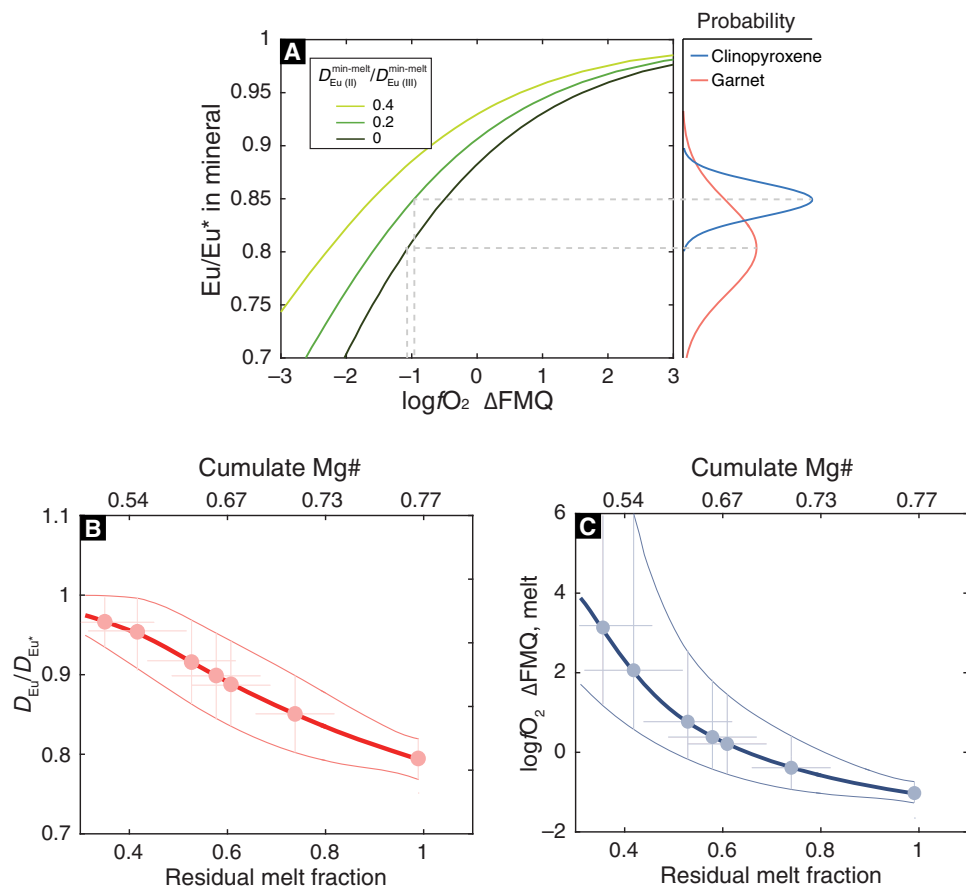 Probability
A
D min-melt Eu (II) / D min-melt Eu (III)
0.4
0.2
0
Clinopyroxene
Garnet
Eu/Eu* in mineral
1
0.95
0.9
0.85
0.8
0.75
0.7
−3 −2 −1 0 1 2 3
logfO₂ ΔFMQ
Cumulate Mg#
0.54 0.67 0.73 0.77
B
D_Eu/D_Eu*
1.1
1
0.9
0.8
0.7
0.4 0.6 0.8 1
Residual melt fraction
Cumulate Mg#
0.54 0.67 0.73 0.77
C
logfO₂ ΔFMQ, melt
6
4
2
0
−2
0.4 0.6 0.8 1
Residual melt fraction